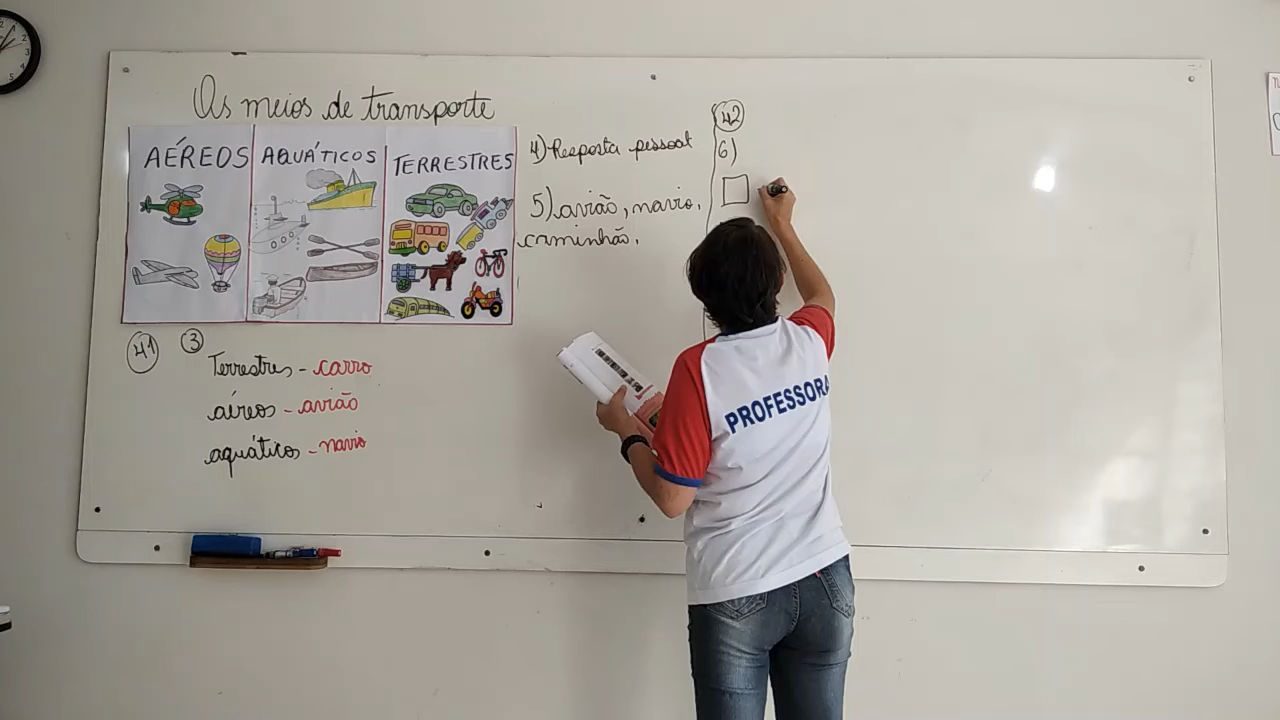 Os meios de transporte
AÉREOS
AQUÁTICOS
TERRESTRES
41
3
Terrestres - carro
aéreos - avião
aquáticos - navio
4) Resposta pessoal
5) avião, navio,
caminhão.
42
6)
PROFESSORA